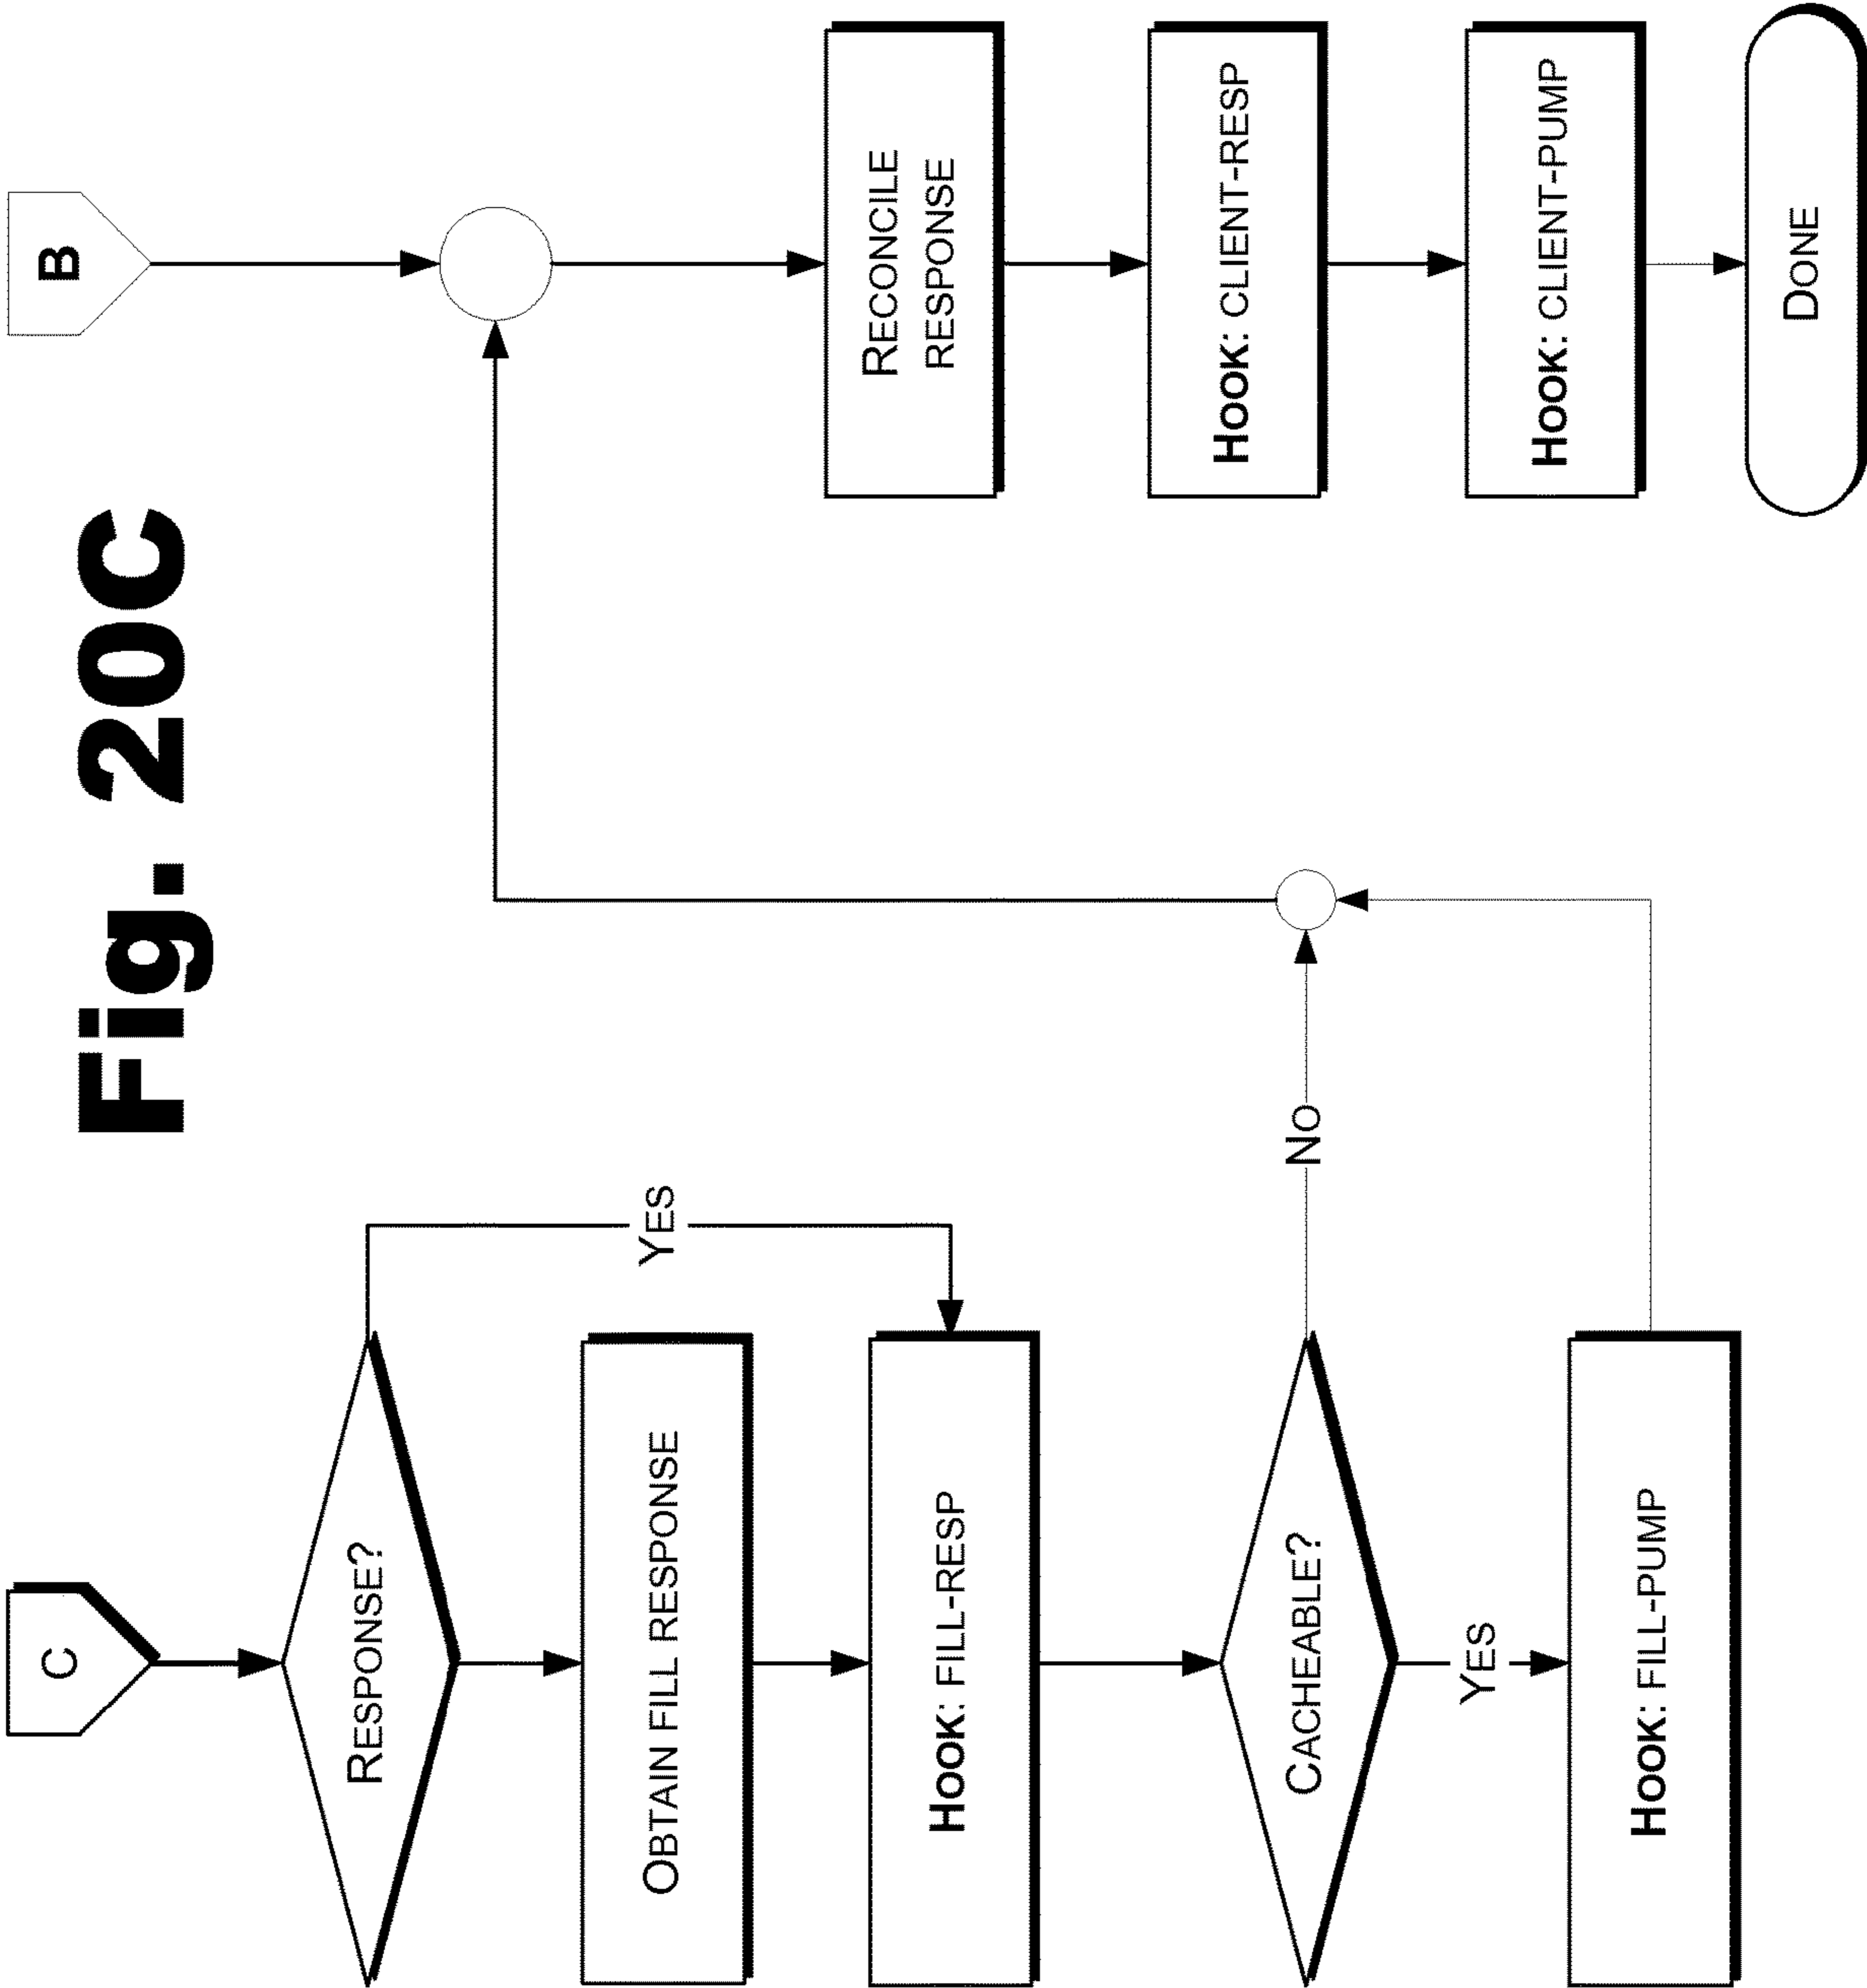 Fig. 20C
C
RESPONSE?
YES
OBTAIN FILL RESPONSE
HOOK: FILL-RESP
CACHEABLE?
NO
YES
HOOK: FILL-PUMP
B
RECONCILE
RESPONSE
HOOK: CLIENT-RESP
HOOK: CLIENT-PUMP
DONE